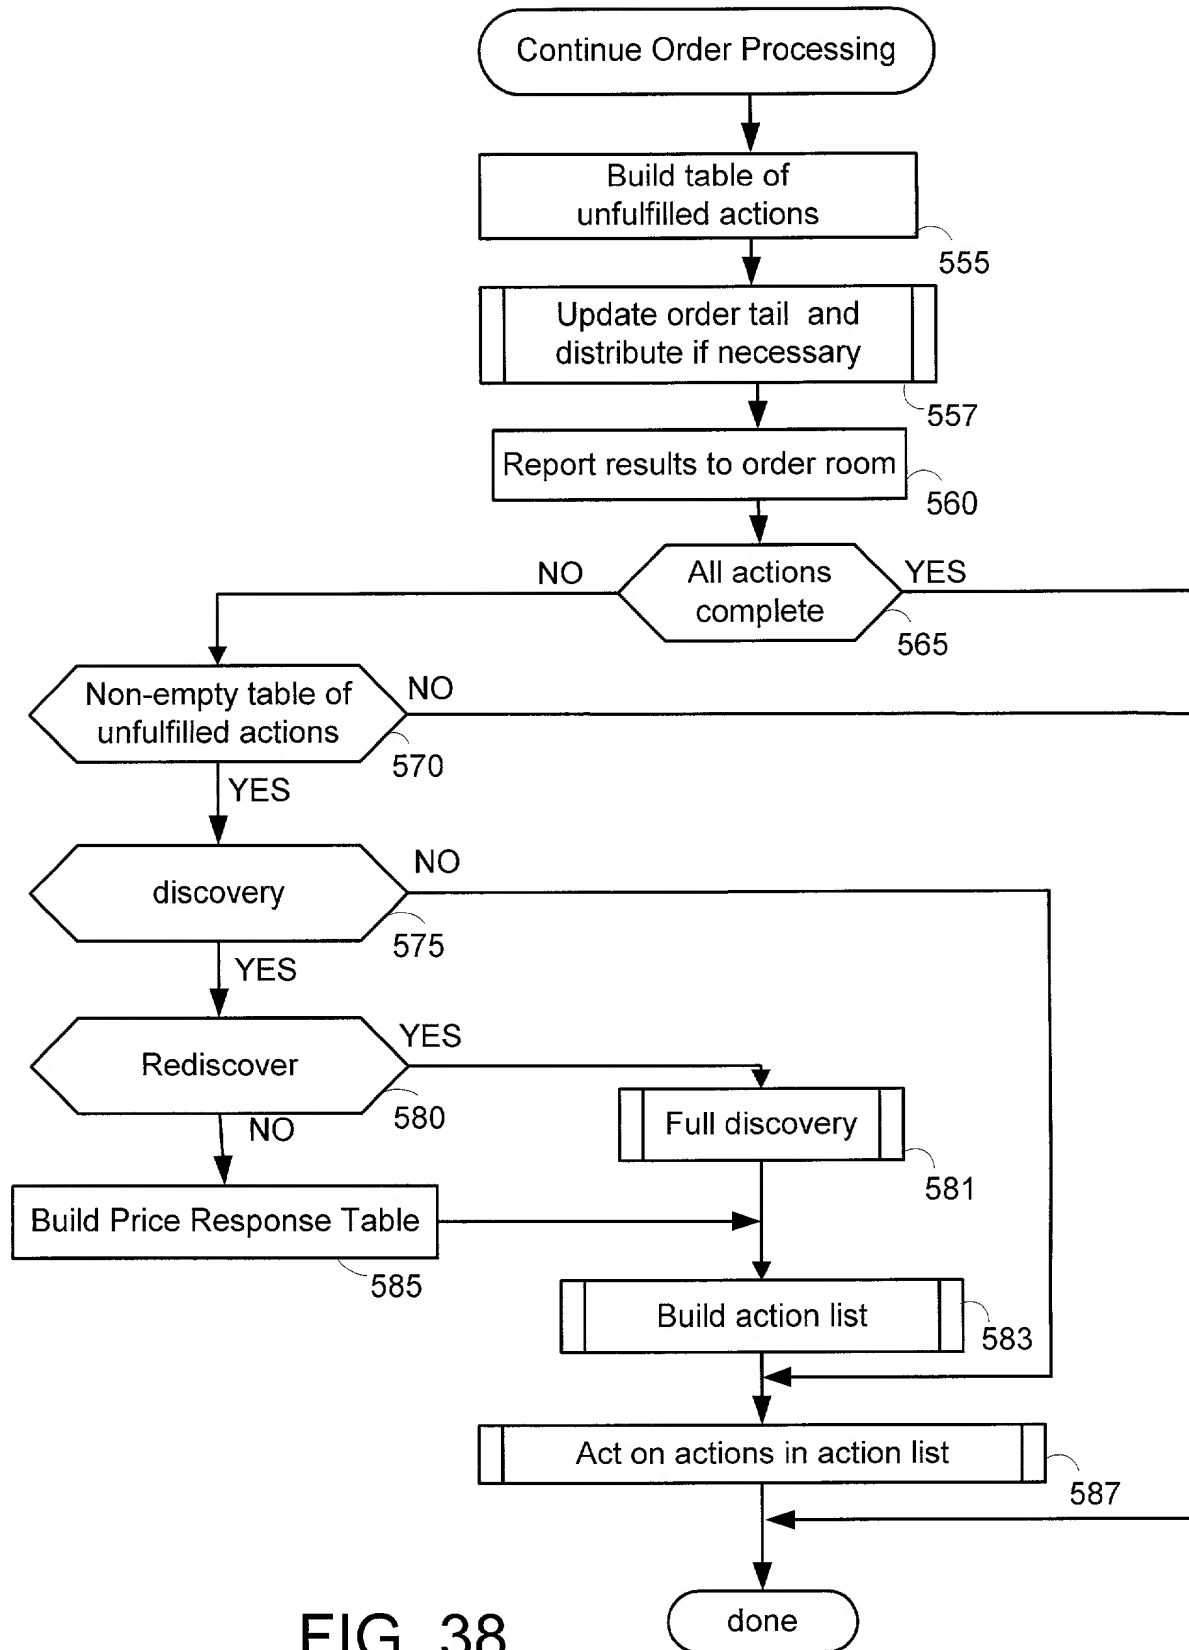 Continue Order Processing
Build table of
unfulfilled actions
555
Update order tail and
distribute if necessary
557
Report results to order room
560
NO
All actions
complete
YES
565
Non-empty table of
unfulfilled actions
NO
570
YES
discovery
NO
575
YES
Rediscover
YES
580
NO
Full discovery
581
Build Price Response Table
585
Build action list
583
Act on actions in action list
587
done
FIG. 38